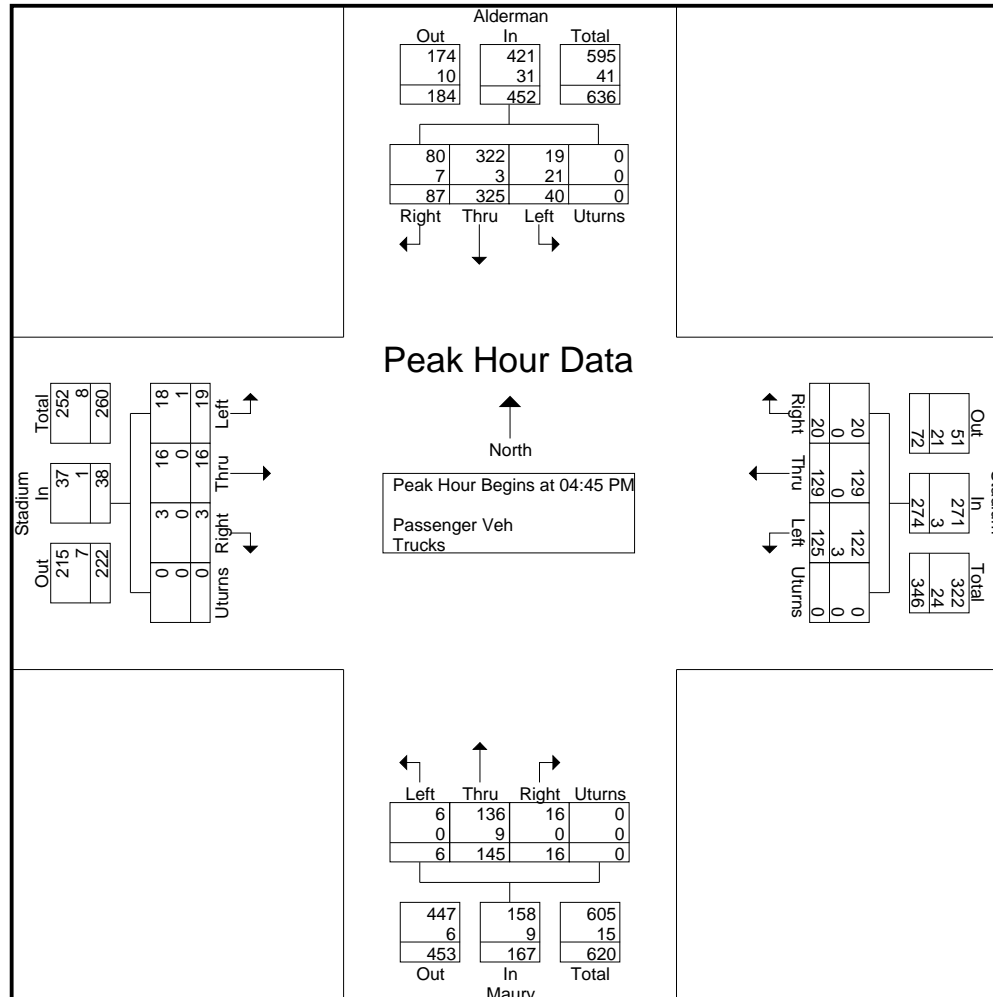 Alderman
Out In Total
174 421 595
10 31 41
184 452 636
80 322 19 0
7 3 21 0
87 325 40 0
Right Thru Left Uturns
Peak Hour Data
North
Peak Hour Begins at 04:45 PM
Passenger Veh
Trucks
Stadium
Out In Total
215 37 252
7 1 8
222 38 260
Uturns Right Thru Left
0 3 16 18
0 0 0 1
0 3 16 19
Out In Total
51 271 322
21 3 24
72 274 346
20 129 122 0
0 0 3 0
20 129 125 0
Right Thru Left Uturns
Left Thru Right Uturns
6 136 16 0
0 9 0 0
6 145 16 0
447 158 605
6 9 15
453 167 620
Out In Total
Maury